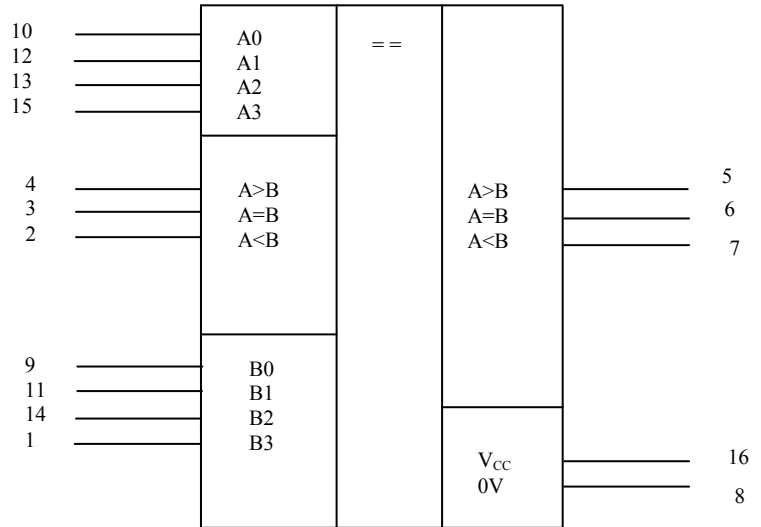 10 A0 = =
12 A1
13 A2
15 A3
4 A>B A>B 5
3 A=B A=B 6
2 A<B A<B 7
9 B0
11 B1
14 B2
1 B3
VCC 16
0V 8